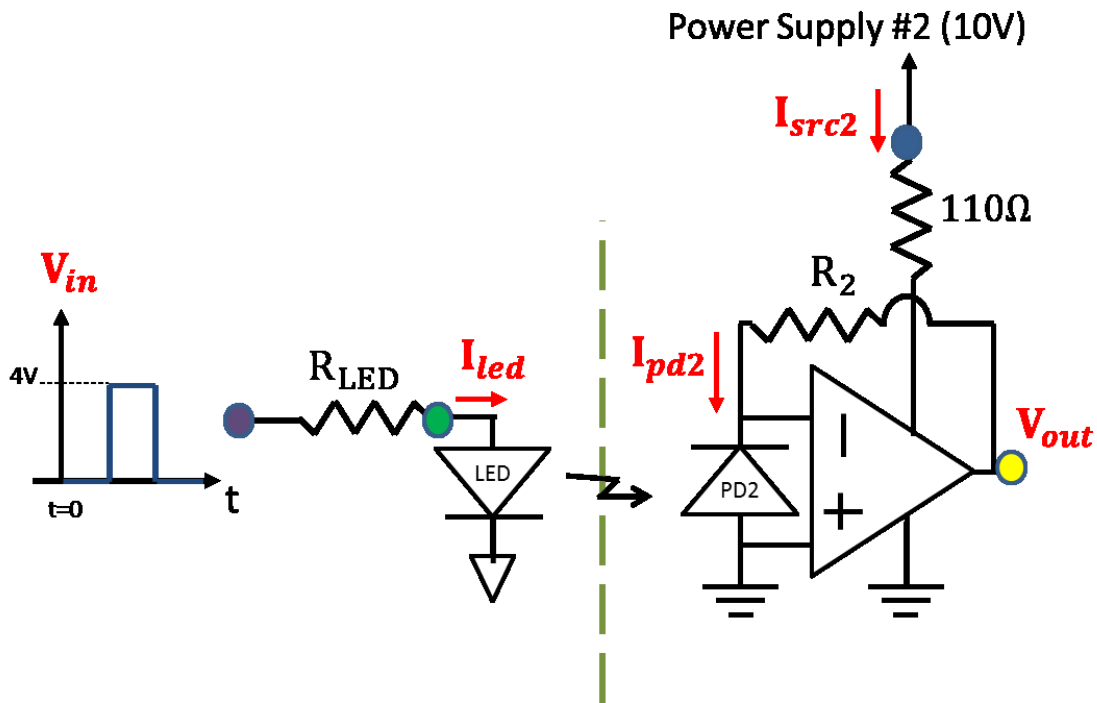 Power Supply #2 (10V)
I_src2
110Ω
V_in
R_2
4V
R_LED
I_led
I_pd2
V_out
LED
PD2
−
+
t=0
t